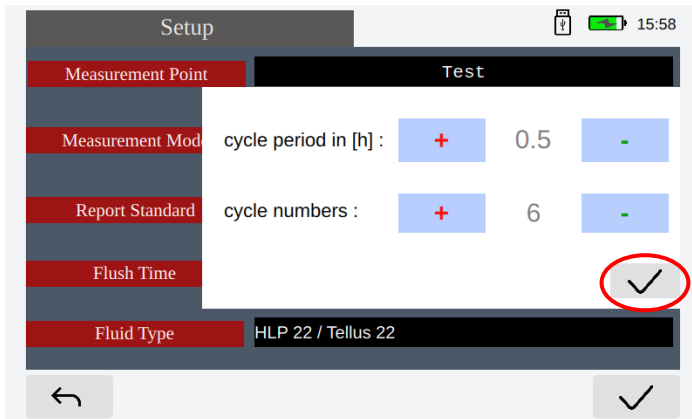 Setup
15:58
Measurement Point
Test
Measurement Mod
cycle period in [h] :
+
0.5
-
Report Standard
cycle numbers :
+
6
-
Flush Time
Fluid Type
HLP 22 / Tellus 22